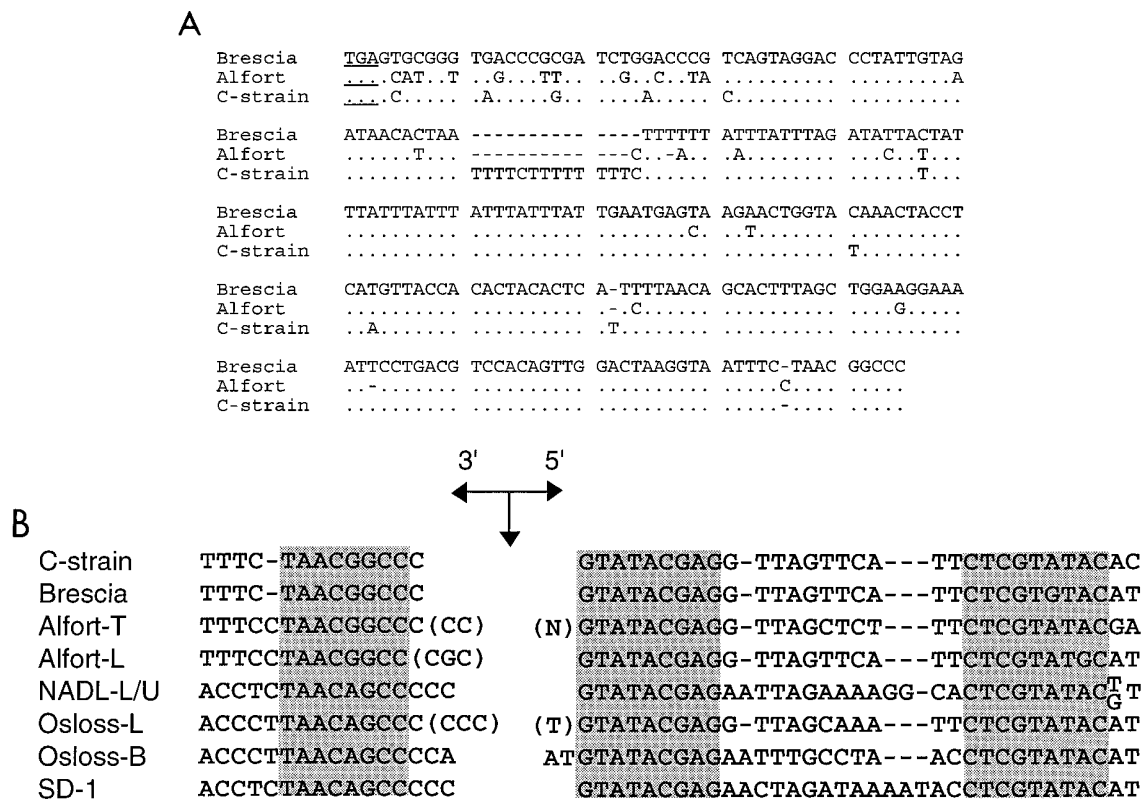 A
Brescia TGAGTGCGGG TGACCCGCGA TCTGGACCCG TCAGTAGGAC CCTATTGTAG
Alfort ....CAT..T ..G...TT.. ..G..C..TA .......... .........A
C-strain ....C..... .A.....G.. ....A..... C......... ..........
Brescia ATAACACTAA ---------- ----TTTTTT ATTTATTTAG ATATTACTAT
Alfort ......T... ---------- ---C..-A.. .A........ ...C..T...
C-strain .......... TTTTCTTTTT TTTC...... .......... ......T...
Brescia TTATTTATTT ATTTATTTAT TGAATGAGTA AGAACTGGTA CAAACTACCT
Alfort .......... .......... ........C. ..T....... ..........
C-strain .......... .......... .......... .......... T.........
Brescia CATGTTACCA CACTACACTC A-TTTTAACA GCACTTTAGC TGGAAGGAAA
Alfort .......... .......... .-.C...... .......... ....G.....
C-strain ..A....... .......... .T........ .......... ..........
Brescia ATTCCTGACG TCCACAGTTG GACTAAGGTA ATTTC-TAAC GGCCC
Alfort ..-....... .......... .......... .....C.... .....
C-strain .......... .......... .......... .....-.... .....
3' 5'
B
C-strain TTTC-TAACGGCCC GTATACGAGG-TTAGTTCA---TTCTCGTATACAC
Brescia TTTC-TAACGGCCC GTATACGAGG-TTAGTTCA---TTCTCGTGTACAT
Alfort-T TTTCCTAACGGCCC(CC) (N)GTATACGAGG-TTAGCTCT---TTCTCGTATACGA
Alfort-L TTTCCTAACGGCC(CGC) GTATACGAGG-TTAGTTCA---TTCTCGTATGCAT
NADL-L/U ACCTCTAACAGCCCCC GTATACGAGAATTAGAAAAGG-CACTCGTATACT/GT
Osloss-L ACCCTTAACAGCCC(CCC) (T)GTATACGAGG-TTAGCAAA---TTCTCGTATACAT
Osloss-B ACCCTTAACAGCCCCA ATGTATACGAGAATTTGCCTA---ACCTCGTATACAT
SD-1 ACCTCTAACAGCCCCC GTATACGAGAACTAGATAAAATACCTCGTATACAT